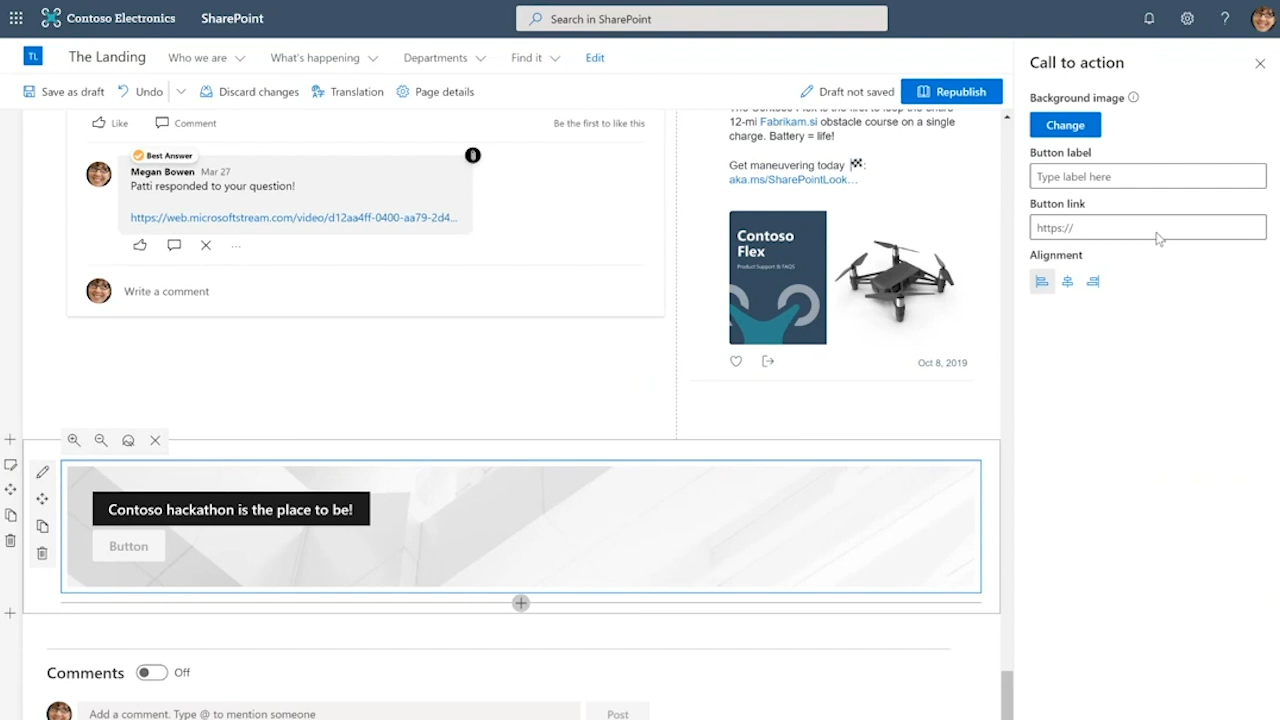 Contoso Electronics
SharePoint
Search in SharePoint
?
TL
The Landing
Who we are
What's happening
Departments
Find it
Edit
Save as draft
Undo
Discard changes
Translation
Page details
Draft not saved
Republish
Like
Comment
Be the first to like this
Best Answer
Megan Bowen Mar 27
Patti responded to your question!
https://web.microsoftstream.com/video/d12aa4ff-0400-aa79-2d4...
...
Write a comment
12-mi Fabrikam.si obstacle course on a single
charge. Battery = life!
Get maneuvering today 🏁:
aka.ms/SharePointLook...
Contoso
Flex
Product Support & FAQS
Oct 8, 2019
Contoso hackathon is the place to be!
Button
Comments
Off
Add a comment. Type @ to mention someone
Post
Call to action
Background image
Change
Button label
Type label here
Button link
https://
Alignment